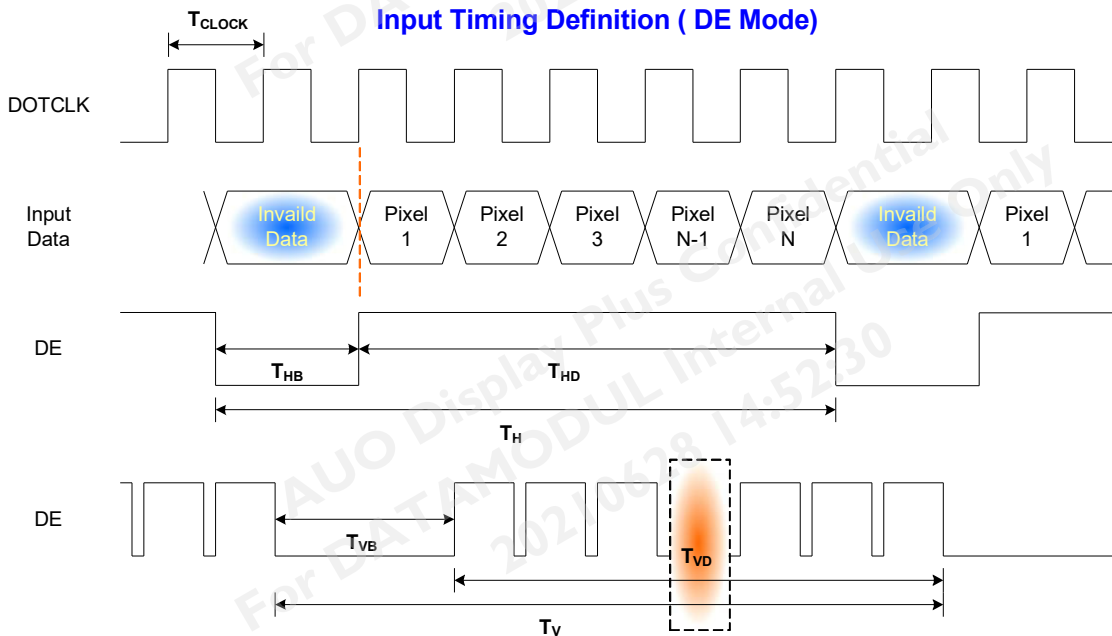 Input Timing Definition ( DE Mode)
TCLOCK
DOTCLK
Input
Data
Invaild
Data
Pixel
1
Pixel
2
Pixel
3
Pixel
N-1
Pixel
N
Invaild
Data
Pixel
1
DE
THB
THD
TH
DE
TVB
TVD
TV
AUO Display Plus Confidential
For DATAMODUL Internal Use Only
20210628 14:52:30
For DA